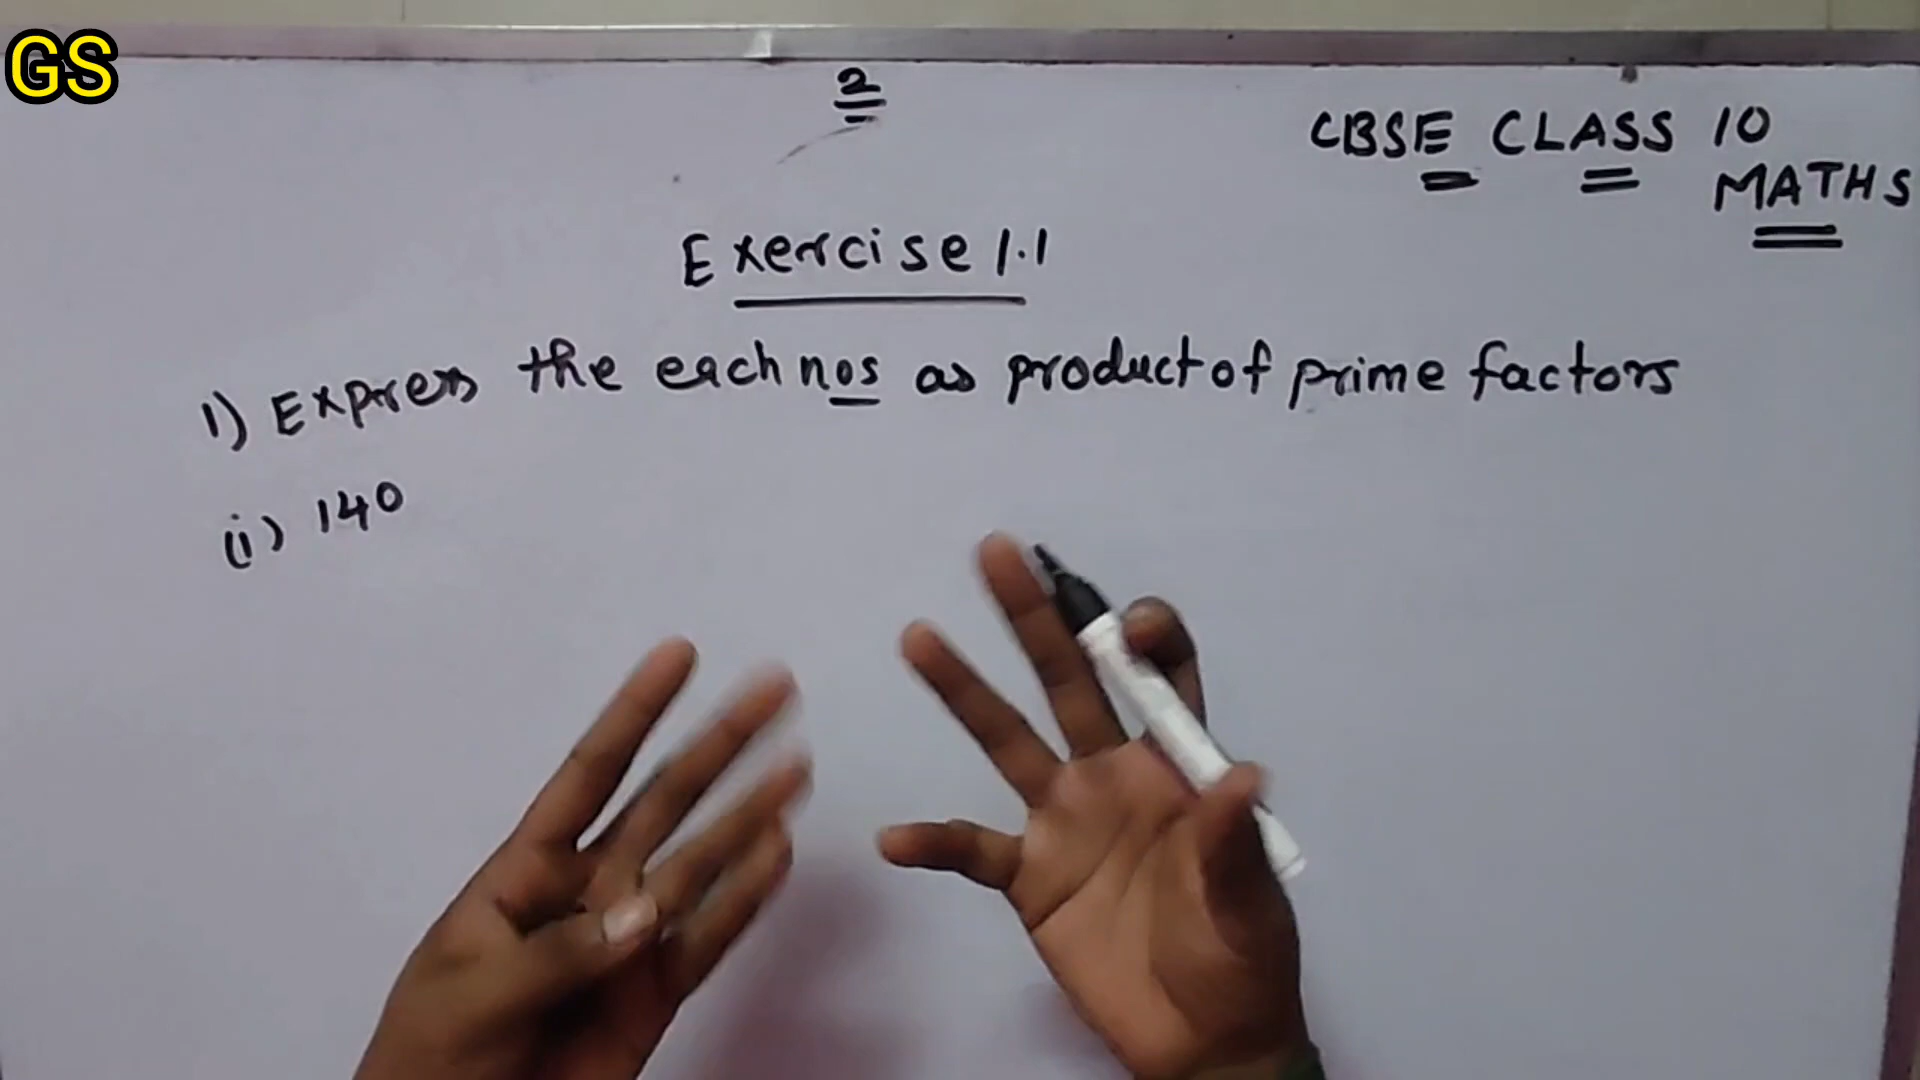 GS
2
CBSE CLASS 10
MATHS
Exercise 1.1
1) Express the each nos as product of prime factors
(i) 140